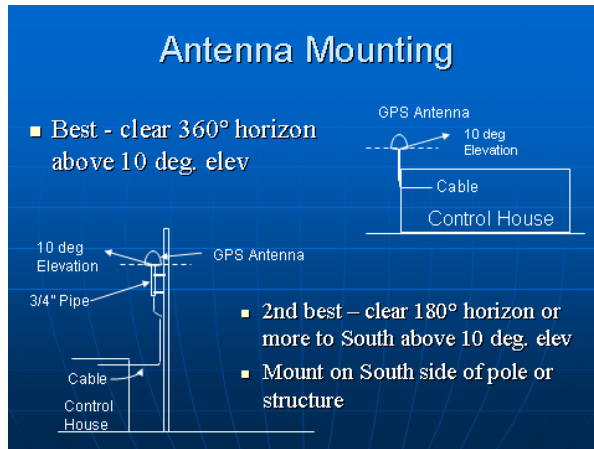 Antenna Mounting
Best - clear 360° horizon
above 10 deg. elev
GPS Antenna
10 deg
Elevation
Cable
Control House
10 deg
Elevation
GPS Antenna
3/4" Pipe
Cable
Control
House
2nd best – clear 180° horizon or
more to South above 10 deg. elev
Mount on South side of pole or
structure